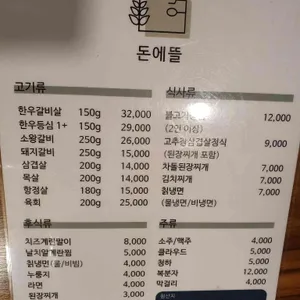 돈에뜰
고기류
한우갈비살 150g 32,000
한우등심 1+ 150g 29,000
소왕갈비 250g 26,000
돼지갈비 250g 15,000
삼겹살 200g 14,000
목살 200g 14,000
항정살 180g 15,000
육회 200g 25,000
식사류
불고기 12,000
(2인 이상)
고추장삼겹살정식 9,000
(된장찌개 포함)
차돌된장찌개 7,000
김치찌개 7,000
칡냉면 7,000
(물냉면/비냉면)
후식류
치즈계란말이 8,000
날치알계란찜 5,000
칡냉면(물/비빔) 4,000
누룽지 4,000
라면 4,000
된장찌개 3,000
주류
소주/맥주 4,000
클라우드 5,000
청하 5,000
복분자 12,000
막걸리 4,000